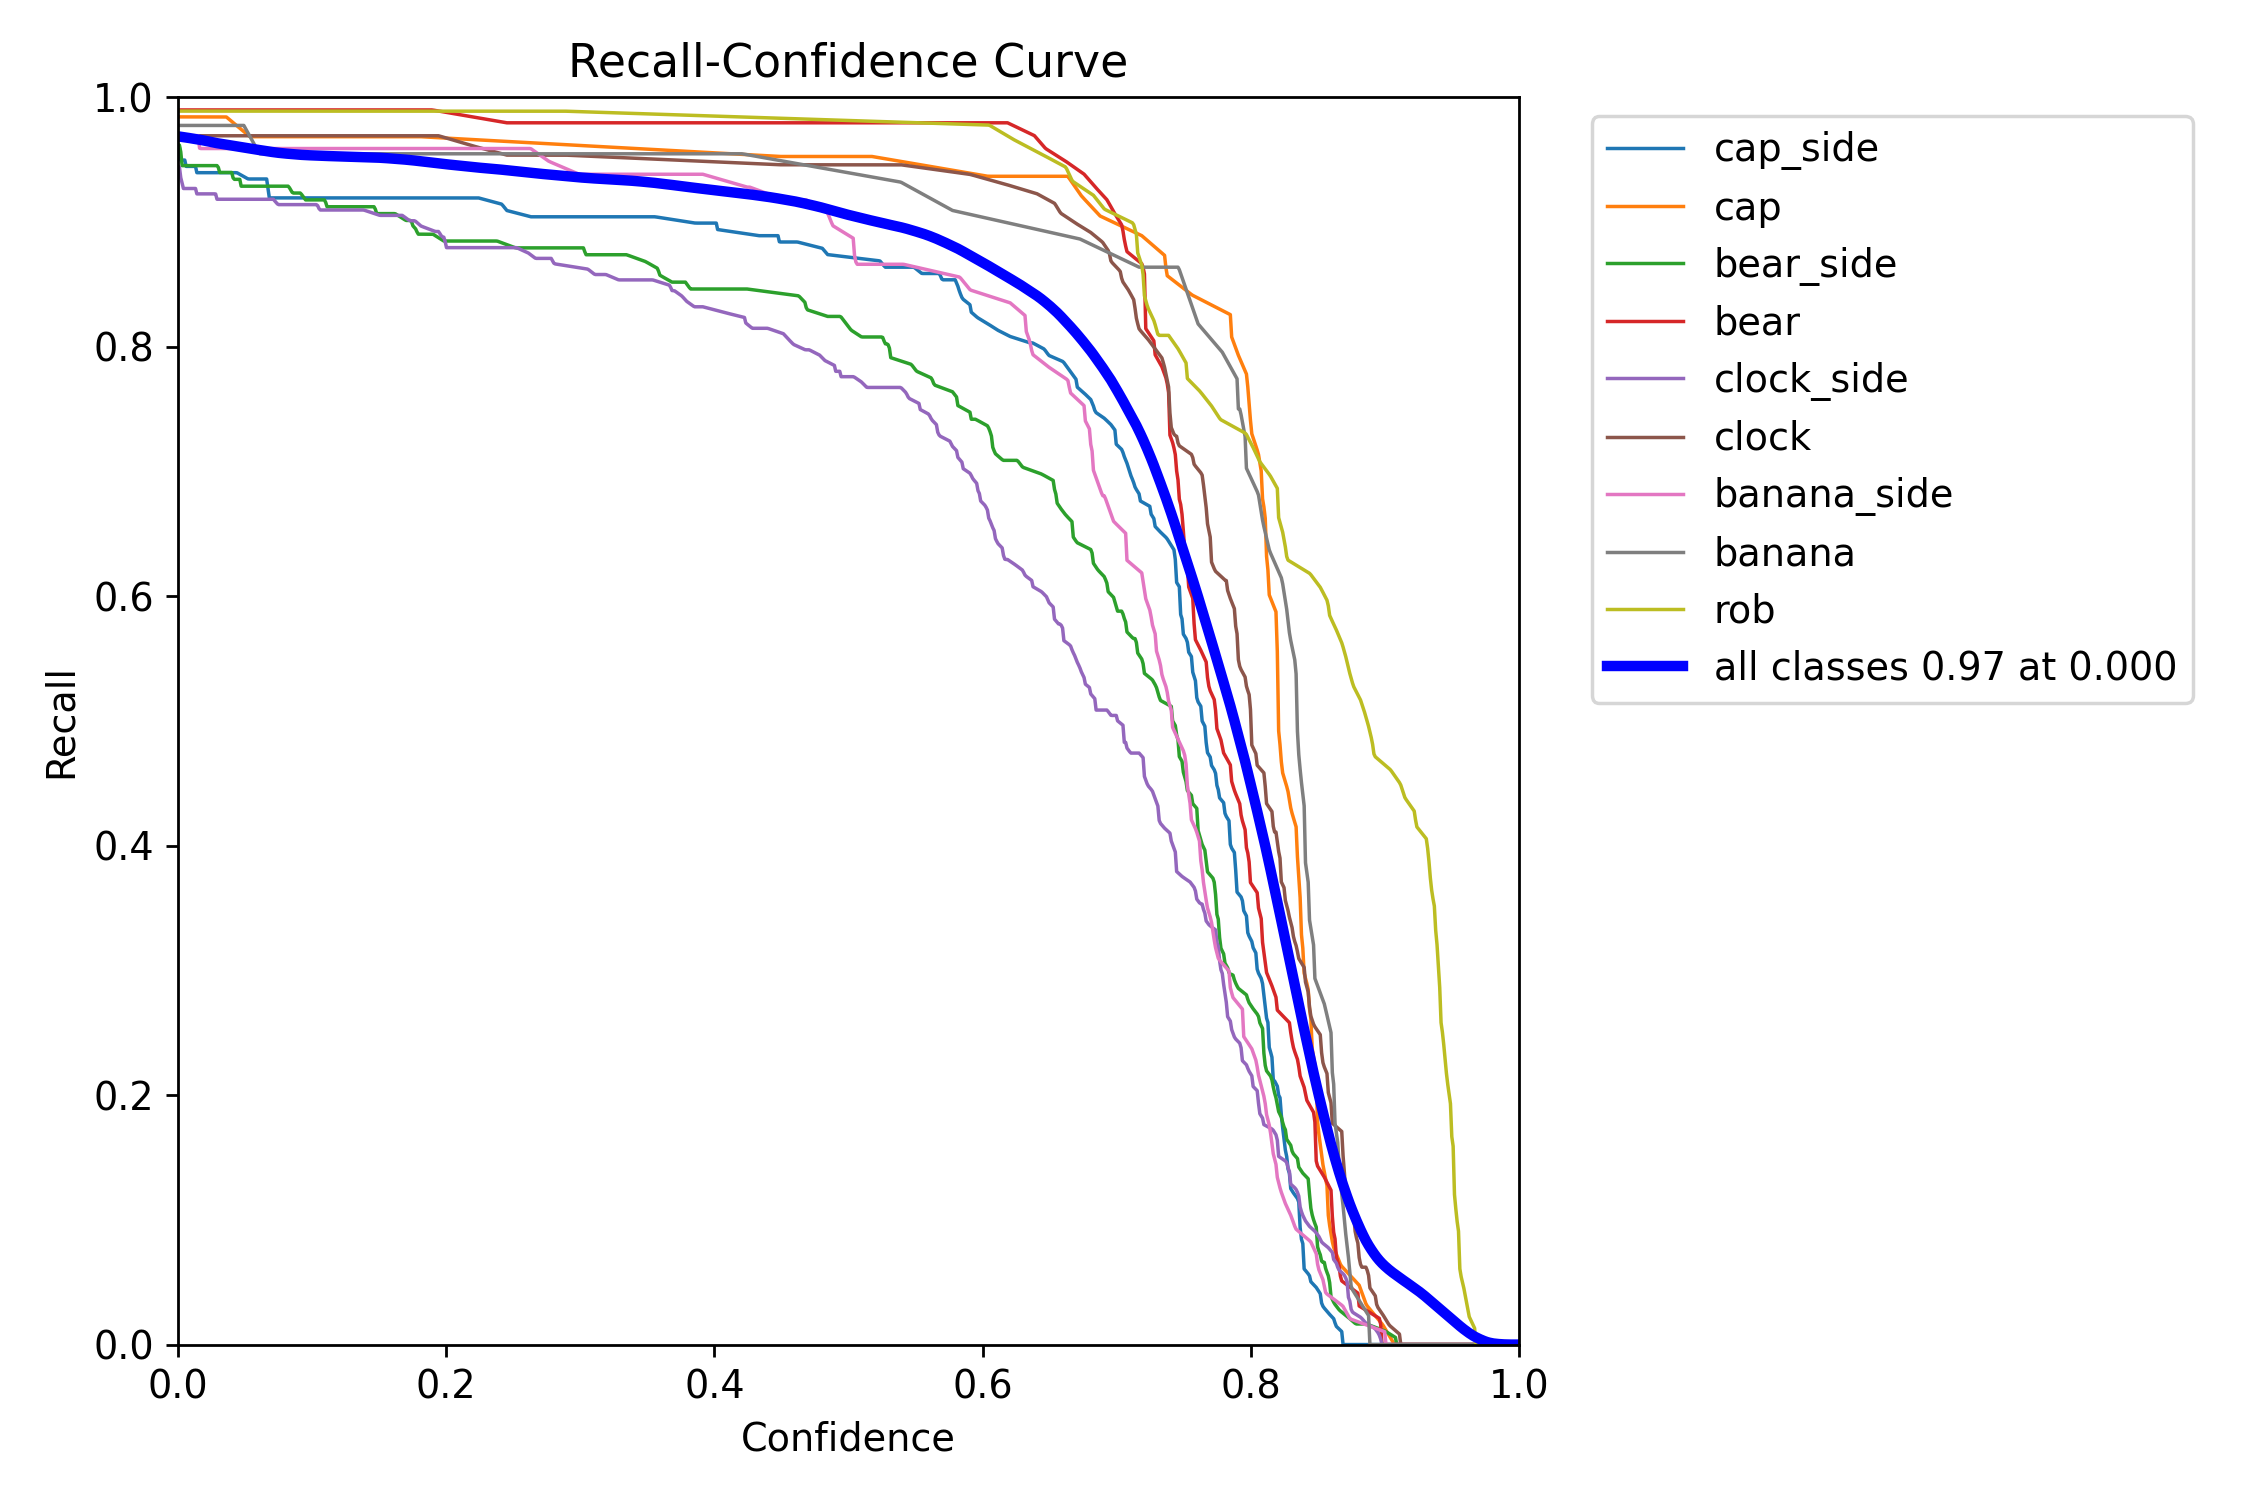 Recall-Confidence Curve
1.0
0.8
0.6
0.4
0.2
0.0
Recall
0.0 0.2 0.4 0.6 0.8 1.0
Confidence
cap_side
cap
bear_side
bear
clock_side
clock
banana_side
banana
rob
all classes 0.97 at 0.000